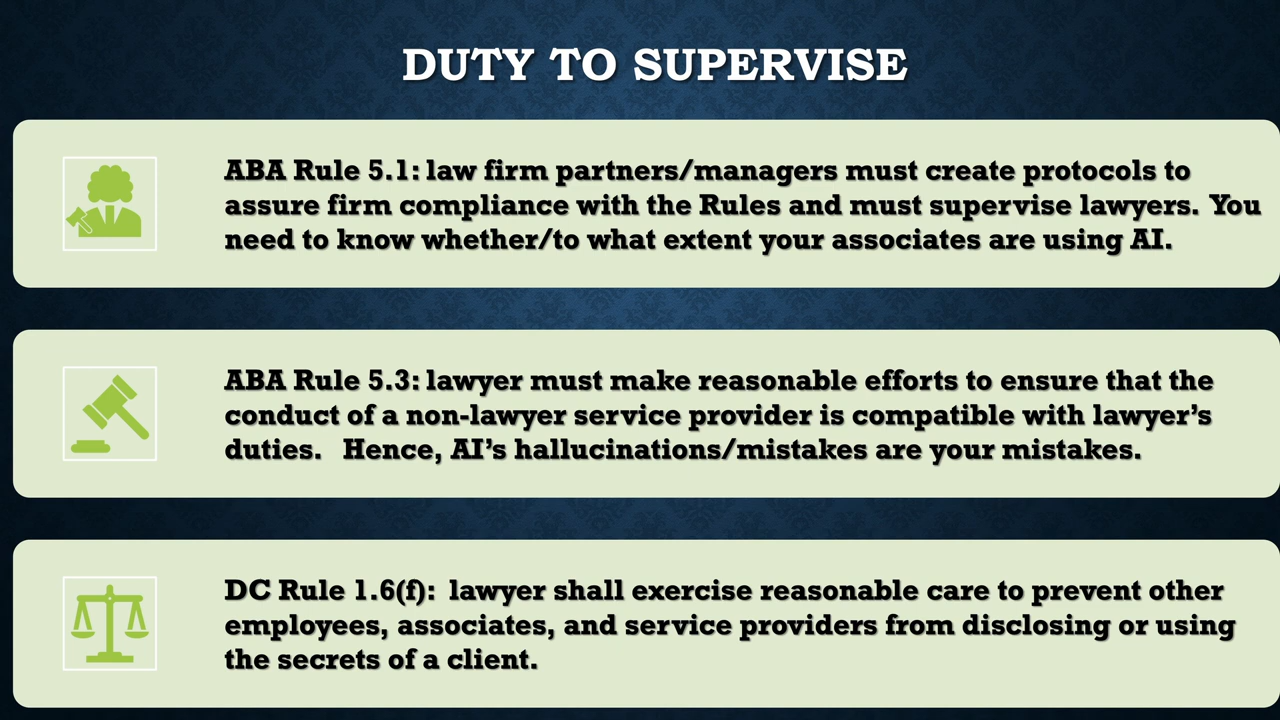 DUTY TO SUPERVISE
ABA Rule 5.1: law firm partners/managers must create protocols to
assure firm compliance with the Rules and must supervise lawyers.  You
need to know whether/to what extent your associates are using AI.
ABA Rule 5.3: lawyer must make reasonable efforts to ensure that the
conduct of a non-lawyer service provider is compatible with lawyer’s
duties.   Hence, AI’s hallucinations/mistakes are your mistakes.
DC Rule 1.6(f):  lawyer shall exercise reasonable care to prevent other
employees, associates, and service providers from disclosing or using
the secrets of a client.